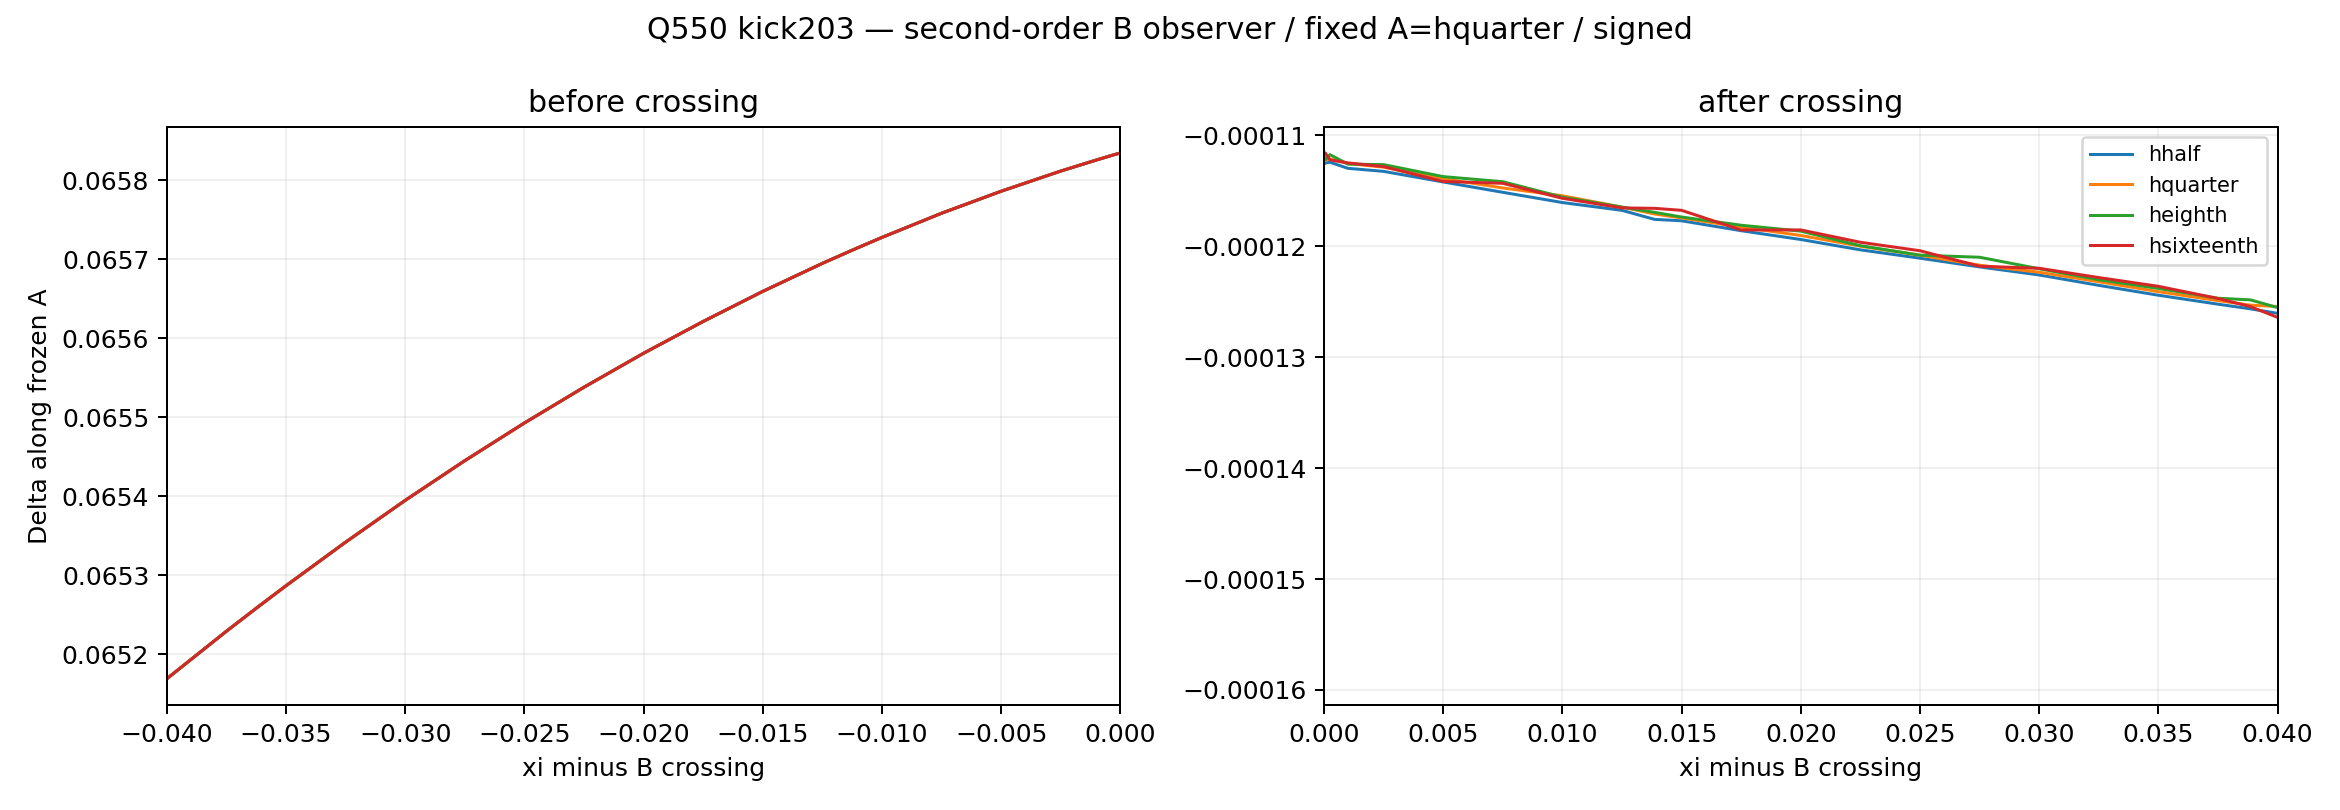 Q550 kick203 — second-order B observer / fixed A=hquarter / signed
before crossing
Delta along frozen A
0.0658
0.0657
0.0656
0.0655
0.0654
0.0653
0.0652
−0.040 −0.035 −0.030 −0.025 −0.020 −0.015 −0.010 −0.005 0.000
xi minus B crossing
after crossing
−0.00011
−0.00012
−0.00013
−0.00014
−0.00015
−0.00016
hhalf
hquarter
heighth
hsixteenth
0.000 0.005 0.010 0.015 0.020 0.025 0.030 0.035 0.040
xi minus B crossing